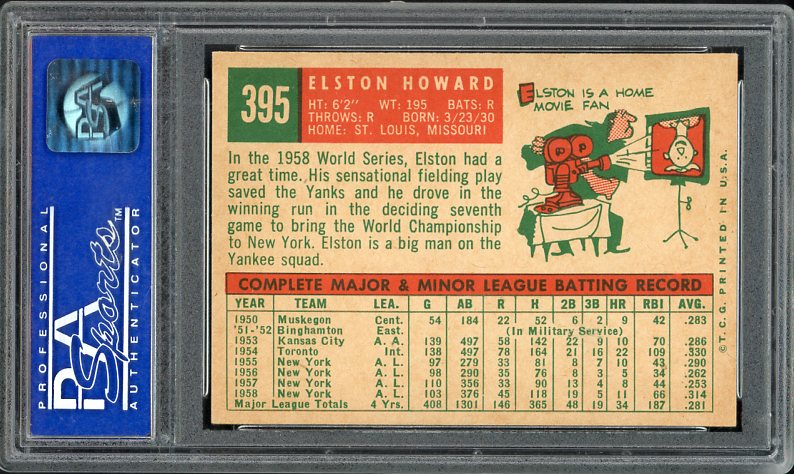 PSA
PROFESSIONAL
PSA Sports™
AUTHENTICATOR
395
ELSTON HOWARD
HT: 6'2" WT: 195 BATS: R
THROWS: R BORN: 3/23/30
HOME: ST. LOUIS, MISSOURI
In the 1958 World Series, Elston had a
great time. His sensational fielding play
saved the Yanks and he drove in the
winning run in the deciding seventh
game to bring the World Championship
to New York. Elston is a big man on the
Yankee squad.
ELSTON IS A HOME
MOVIE FAN
COMPLETE MAJOR & MINOR LEAGUE BATTING RECORD
YEAR TEAM LEA. G AB R H 2B 3B HR RBI AVG.
1950 Muskegon Cent. 54 184 22 52 6 2 9 42 .283
'51-'52 Binghamton East. (In Military Service)
1953 Kansas City A. A. 139 497 58 142 22 9 10 70 .286
1954 Toronto Int. 138 497 78 164 21 16 22 109 .330
1955 New York A. L. 97 279 33 81 8 7 10 43 .290
1956 New York A. L. 98 290 35 76 8 3 5 34 .262
1957 New York A. L. 110 356 33 90 13 4 8 44 .253
1958 New York A. L. 103 376 45 118 19 5 11 66 .314
Major League Totals 4 Yrs. 408 1301 146 365 48 19 34 187 .281
© T.C.G. PRINTED IN U.S.A.